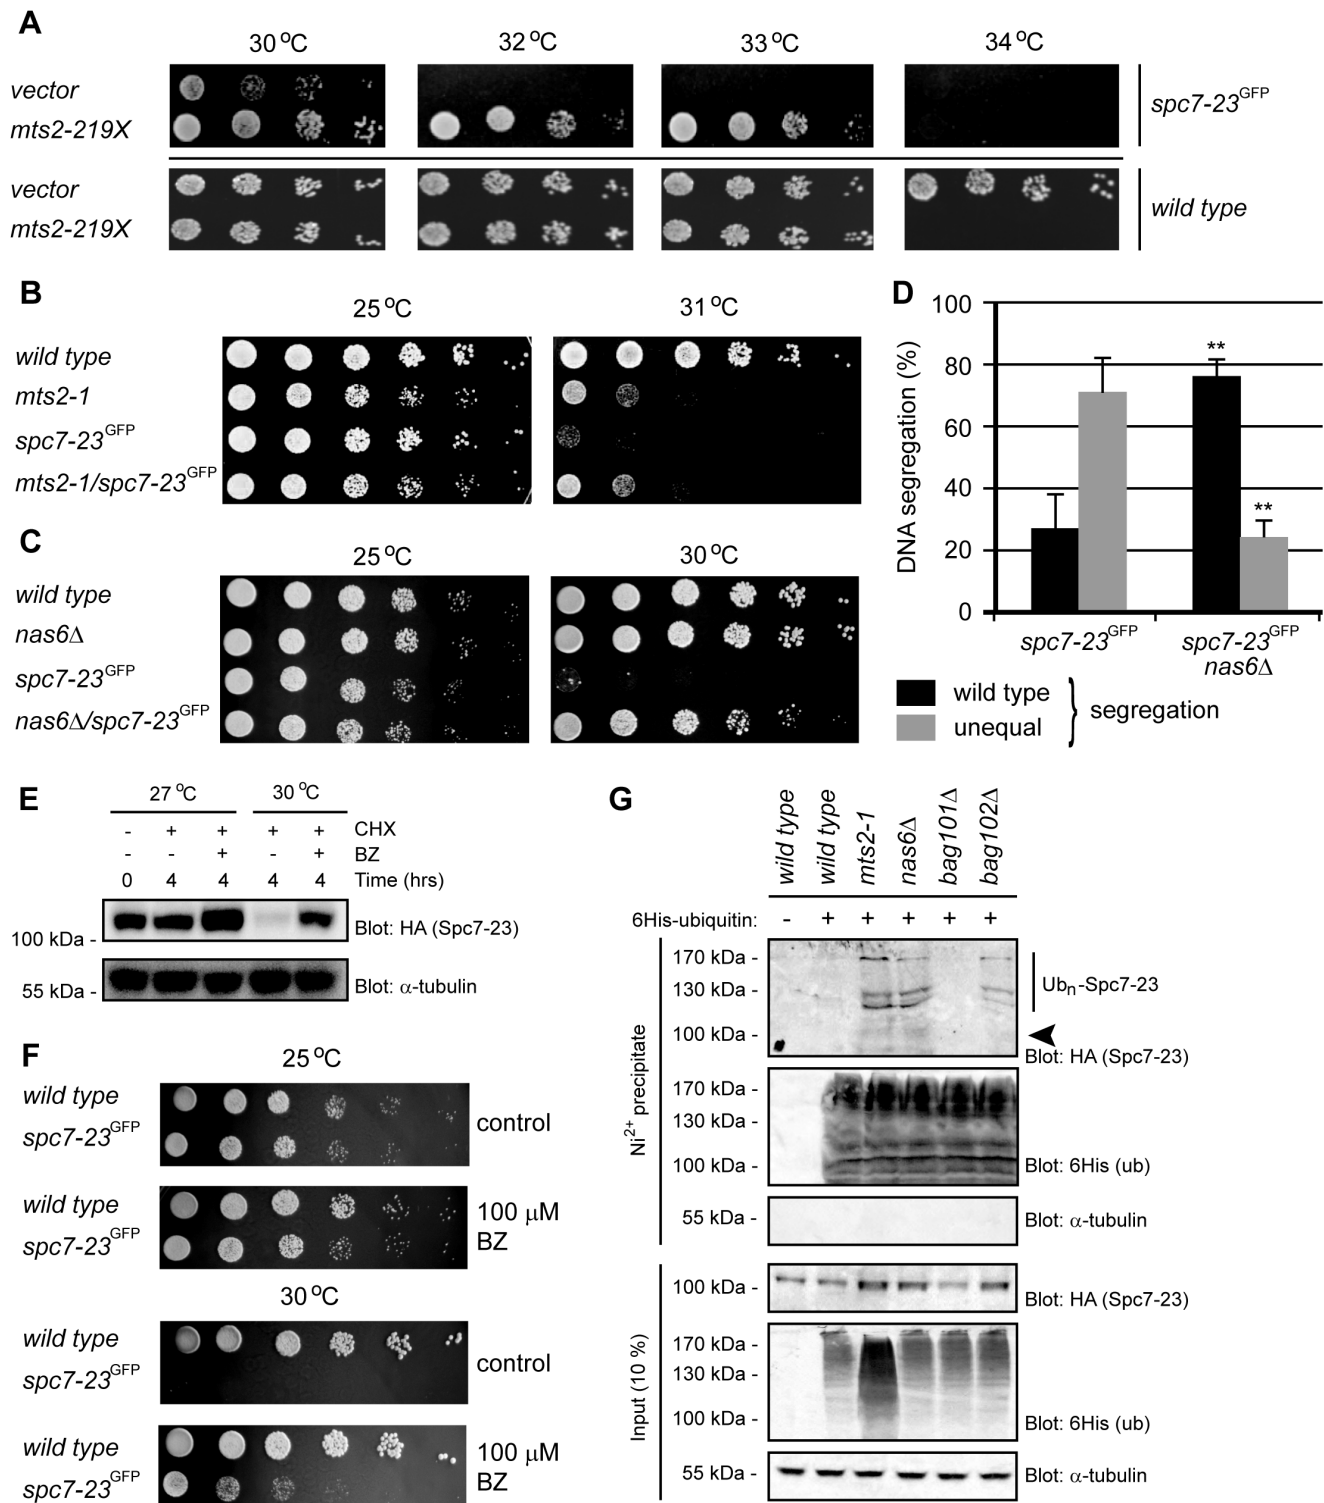 A
30 °C
32 °C
33 °C
34 °C
vector
mts2-219X
spc7-23GFP
vector
mts2-219X
wild type
B
25 °C
31 °C
wild type
mts2-1
spc7-23GFP
mts2-1/spc7-23GFP
C
25 °C
30 °C
wild type
nas6Δ
spc7-23GFP
nas6Δ/spc7-23GFP
D
DNA segregation (%)
100
80
60
40
20
0
**
**
spc7-23GFP
spc7-23GFP
nas6Δ
wild type
unequal
segregation
E
27 °C
30 °C
- + + + + CHX
- - + - + BZ
0 4 4 4 4 Time (hrs)
100 kDa -
Blot: HA (Spc7-23)
55 kDa -
Blot: α-tubulin
F
25 °C
wild type
spc7-23GFP
control
wild type
spc7-23GFP
100 μM
BZ
30 °C
wild type
spc7-23GFP
control
wild type
spc7-23GFP
100 μM
BZ
G
wild type
wild type
mts2-1
nas6Δ
bag101Δ
bag102Δ
6His-ubiquitin: - + + + + +
Ni2+ precipitate
170 kDa -
130 kDa -
100 kDa -
Ubn-Spc7-23
Blot: HA (Spc7-23)
170 kDa -
130 kDa -
100 kDa -
Blot: 6His (ub)
55 kDa -
Blot: α-tubulin
Input (10 %)
100 kDa -
Blot: HA (Spc7-23)
170 kDa -
130 kDa -
100 kDa -
Blot: 6His (ub)
55 kDa -
Blot: α-tubulin